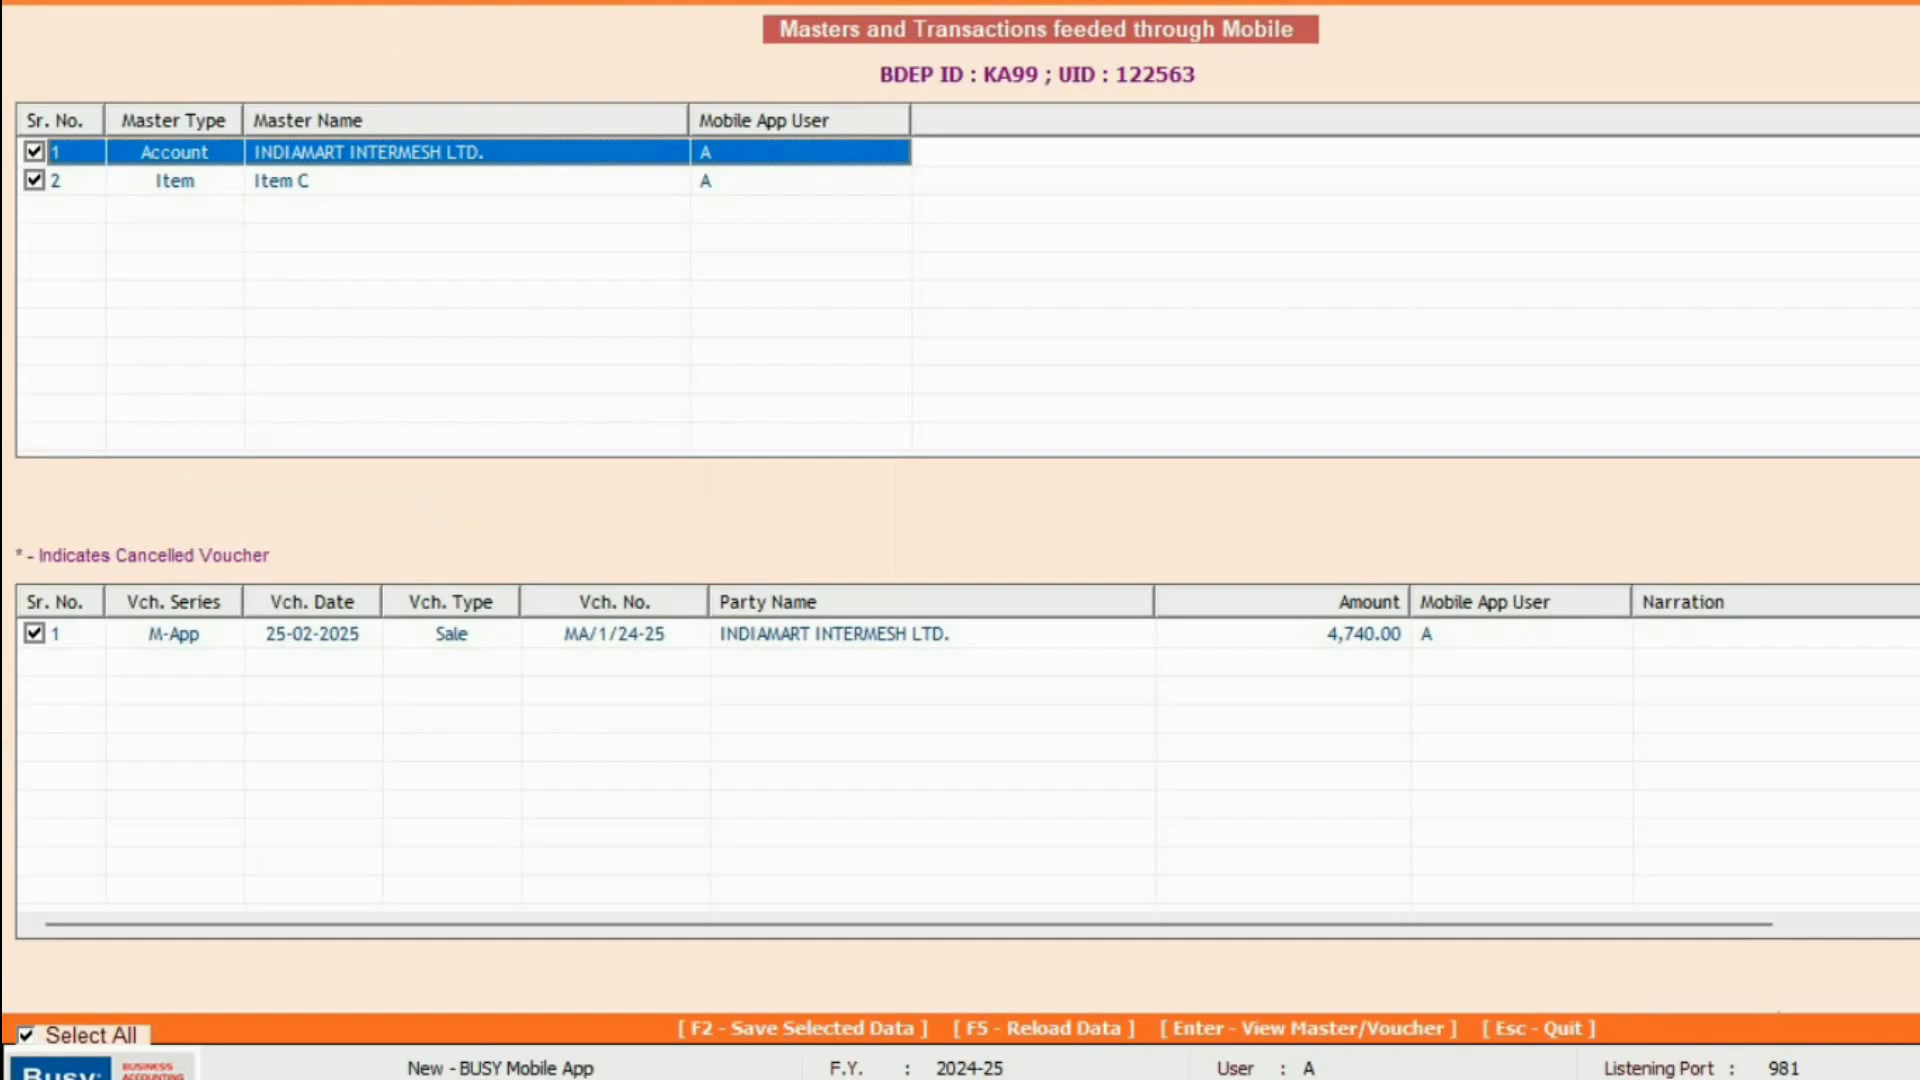 Masters and Transactions feeded through Mobile
BDEP ID : KA99 ; UID : 122563
Sr. No. Master Type Master Name Mobile App User
1 Account INDIAMART INTERMESH LTD. A
2 Item Item C A
* - Indicates Cancelled Voucher
Sr. No. Vch. Series Vch. Date Vch. Type Vch. No. Party Name Amount Mobile App User Narration
1 M-App 25-02-2025 Sale MA/1/24-25 INDIAMART INTERMESH LTD. 4,740.00 A
Select All [ F2 - Save Selected Data ] [ F5 - Reload Data ] [ Enter - View Master/Voucher ] [ Esc - Quit ]
Busy BUSINESS ACCOUNTING New - BUSY Mobile App F.Y. : 2024-25 User : A Listening Port : 981